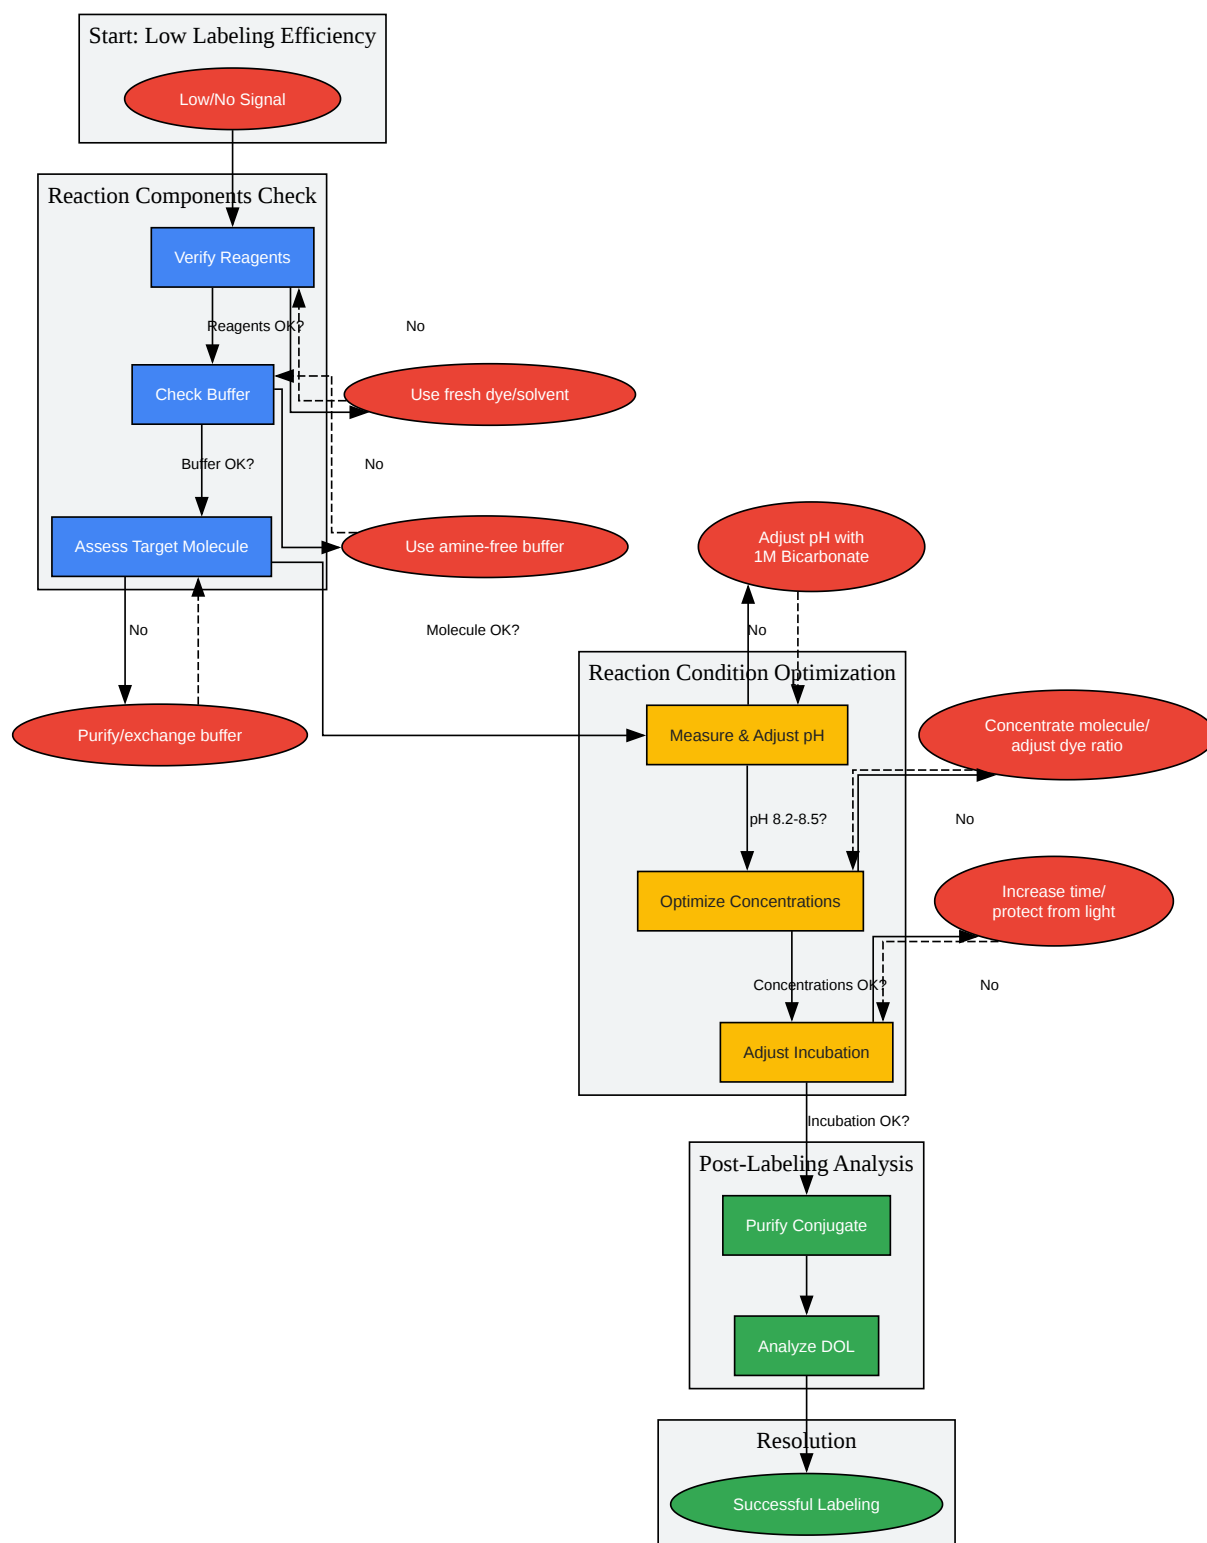 Start: Low Labeling Efficiency
Low/No Signal
Reaction Components Check
Verify Reagents
Reagents OK?
No
Check Buffer
Use fresh dye/solvent
Buffer OK?
No
Assess Target Molecule
Use amine-free buffer
Adjust pH with
1M Bicarbonate
No
Molecule OK?
No
Reaction Condition Optimization
Purify/exchange buffer
Measure & Adjust pH
Concentrate molecule/
adjust dye ratio
pH 8.2-8.5?
No
Optimize Concentrations
Increase time/
protect from light
Concentrations OK?
No
Adjust Incubation
Incubation OK?
Post-Labeling Analysis
Purify Conjugate
Analyze DOL
Resolution
Successful Labeling